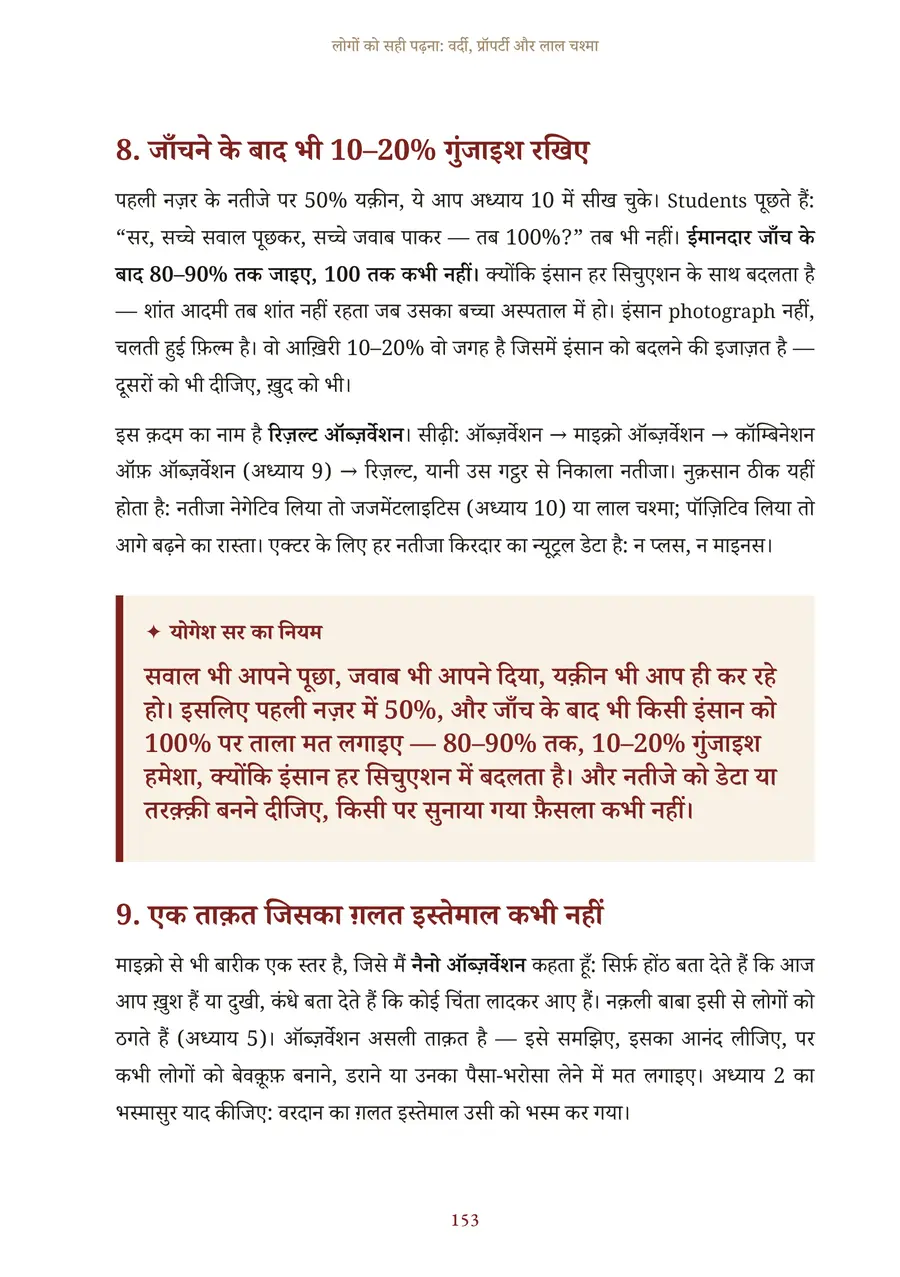 लोगों को सही पढ़ना: वर्दी, प्रॉपर्टी और लाल चश्मा
8. जाँचने के बाद भी 10–20% गुंजाइश रखिए
पहली नज़र के नतीजे पर 50% यक़ीन, ये आप अध्याय 10 में सीख चुके। Students पूछते हैं:
“सर, सच्चे सवाल पूछकर, सच्चे जवाब पाकर — तब 100%?” तब भी नहीं। ईमानदार जाँच के
बाद 80–90% तक जाइए, 100 तक कभी नहीं। क्योंकि इंसान हर सिचुएशन के साथ बदलता है
— शांत आदमी तब शांत नहीं रहता जब उसका बच्चा अस्पताल में हो। इंसान photograph नहीं,
चलती हुई फ़िल्म है। वो आख़िरी 10–20% वो जगह है जिसमें इंसान को बदलने की इजाज़त है —
दूसरों को भी दीजिए, ख़ुद को भी।
इस क़दम का नाम है रिज़ल्ट ऑब्ज़र्वेशन। सीढ़ी: ऑब्ज़र्वेशन → माइक्रो ऑब्ज़र्वेशन → कॉम्बिनेशन
ऑफ़ ऑब्ज़र्वेशन (अध्याय 9) → रिज़ल्ट, यानी उस गट्ठर से निकाला नतीजा। नुक़सान ठीक यहीं
होता है: नतीजा नेगेटिव लिया तो जजमेंटलाइटिस (अध्याय 10) या लाल चश्मा; पॉज़िटिव लिया तो
आगे बढ़ने का रास्ता। एक्टर के लिए हर नतीजा किरदार का न्यूट्रल डेटा है: न प्लस, न माइनस।
✦ योगेश सर का नियम
सवाल भी आपने पूछा, जवाब भी आपने दिया, यक़ीन भी आप ही कर रहे
हो। इसलिए पहली नज़र में 50%, और जाँच के बाद भी किसी इंसान को
100% पर ताला मत लगाइए — 80–90% तक, 10–20% गुंजाइश
हमेशा, क्योंकि इंसान हर सिचुएशन में बदलता है। और नतीजे को डेटा या
तरक़्क़ी बनने दीजिए, किसी पर सुनाया गया फ़ैसला कभी नहीं।
9. एक ताक़त जिसका ग़लत इस्तेमाल कभी नहीं
माइक्रो से भी बारीक एक स्तर है, जिसे मैं नैनो ऑब्ज़र्वेशन कहता हूँ: सिर्फ़ होंठ बता देते हैं कि आज
आप ख़ुश हैं या दुखी, कंधे बता देते हैं कि कोई चिंता लादकर आए हैं। नक़ली बाबा इसी से लोगों को
ठगते हैं (अध्याय 5)। ऑब्ज़र्वेशन असली ताक़त है — इसे समझिए, इसका आनंद लीजिए, पर
कभी लोगों को बेवक़ूफ़ बनाने, डराने या उनका पैसा-भरोसा लेने में मत लगाइए। अध्याय 2 का
भस्मासुर याद कीजिए: वरदान का ग़लत इस्तेमाल उसी को भस्म कर गया।
153